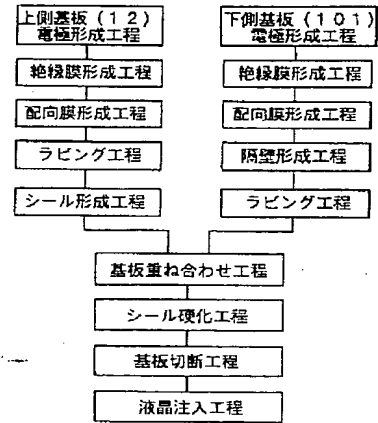 上側基板（１２）
電極形成工程
絶縁膜形成工程
配向膜形成工程
ラビング工程
シール形成工程
下側基板（１０１）
電極形成工程
絶縁膜形成工程
配向膜形成工程
隔壁形成工程
ラビング工程
基板重ね合わせ工程
シール硬化工程
基板切断工程
液晶注入工程